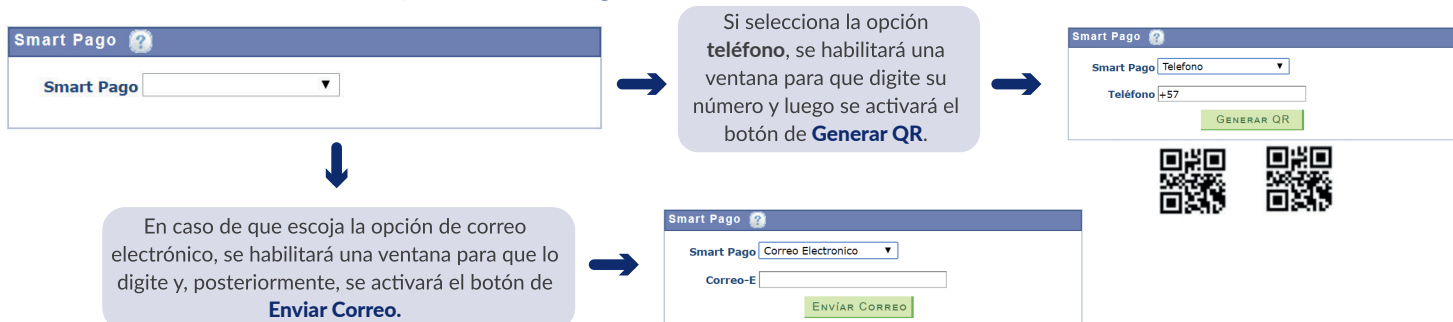 Smart Pago ?
Smart Pago
Si selecciona la opción
teléfono, se habilitará una
ventana para que digite su
número y luego se activará el
botón de Generar QR.
Smart Pago ?
Smart Pago Telefono
Teléfono +57
GENERAR QR
En caso de que escoja la opción de correo
electrónico, se habilitará una ventana para que lo
digite y, posteriormente, se activará el botón de
Enviar Correo.
Smart Pago ?
Smart Pago Correo Electronico
Correo-E
ENVÍAR CORREO